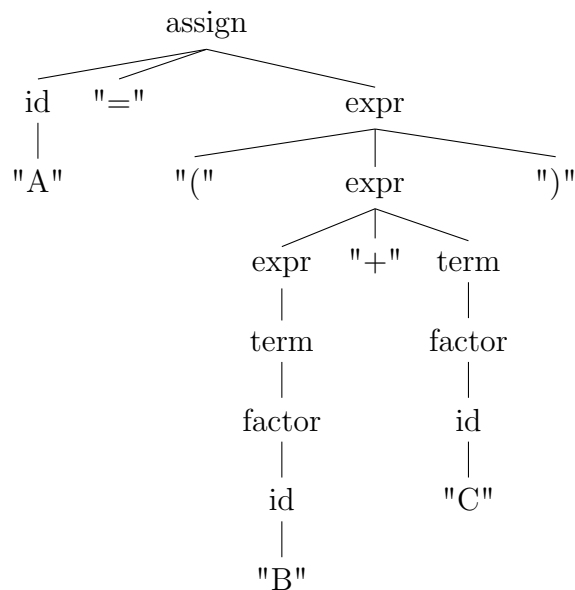 assign
id "=" expr
"A" "(" expr ")"
expr "+" term
term factor
factor id
id "C"
"B"